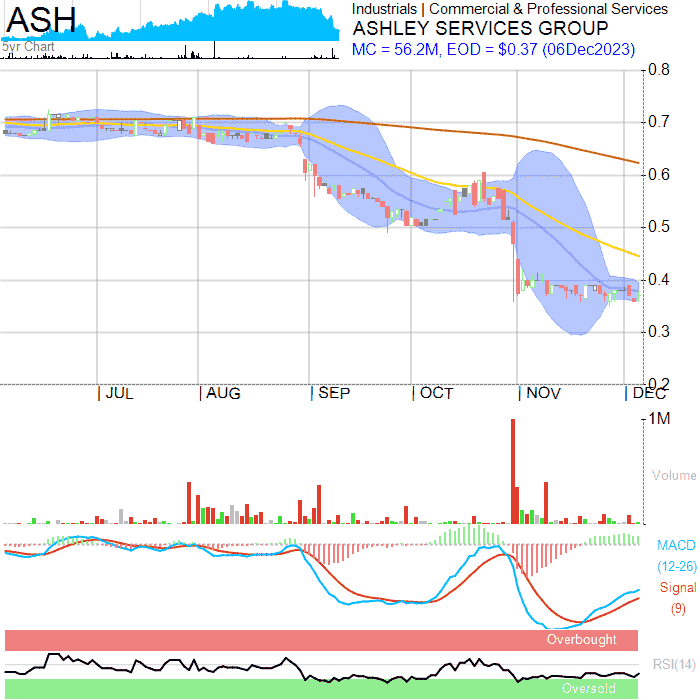 ASH
5yr Chart
Industrials | Commercial & Professional Services
ASHLEY SERVICES GROUP
MC = 56.2M, EOD = $0.37 (06Dec2023)
0.8
0.7
0.6
0.5
0.4
0.3
0.2
| JUL | AUG | SEP | OCT | NOV | DEC
1M
Volume
MACD
(12-26)
Signal
(9)
Overbought
RSI(14)
Oversold